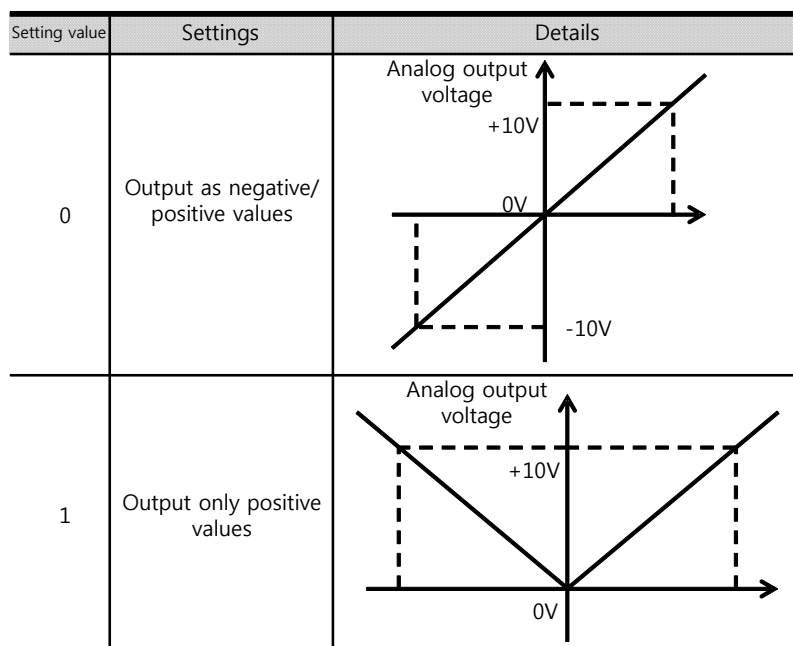 Setting value Settings Details
0
Output as negative/
positive values
Analog output
voltage
+10V
0V
-10V
1
Output only positive
values
Analog output
voltage
+10V
0V